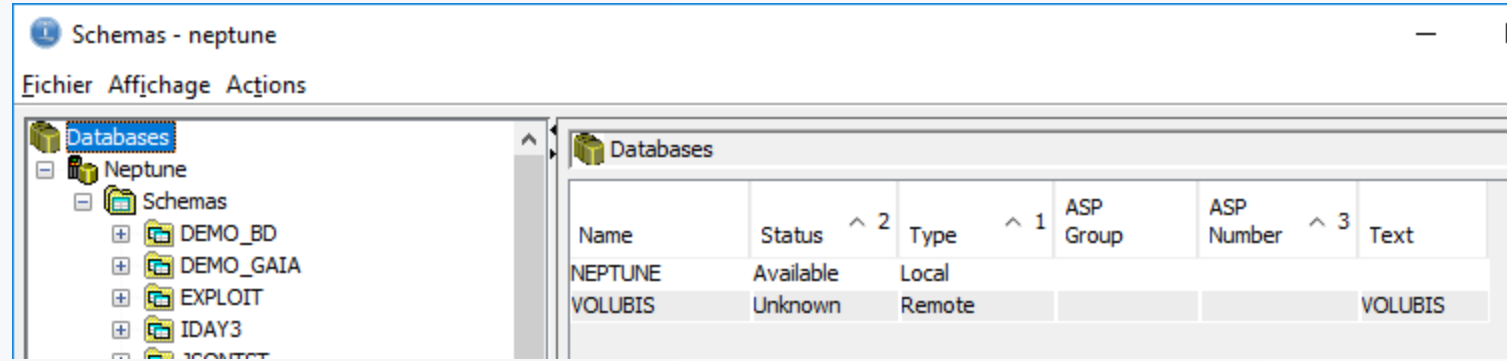 Schemas - neptune
Fichier Affichage Actions
Databases
Neptune
Schemas
DEMO_BD
DEMO_GAIA
EXPLOIT
IDAY3
Databases
Name Status 2 Type 1 ASP Group ASP Number 3 Text
NEPTUNE Available Local
VOLUBIS Unknown Remote VOLUBIS